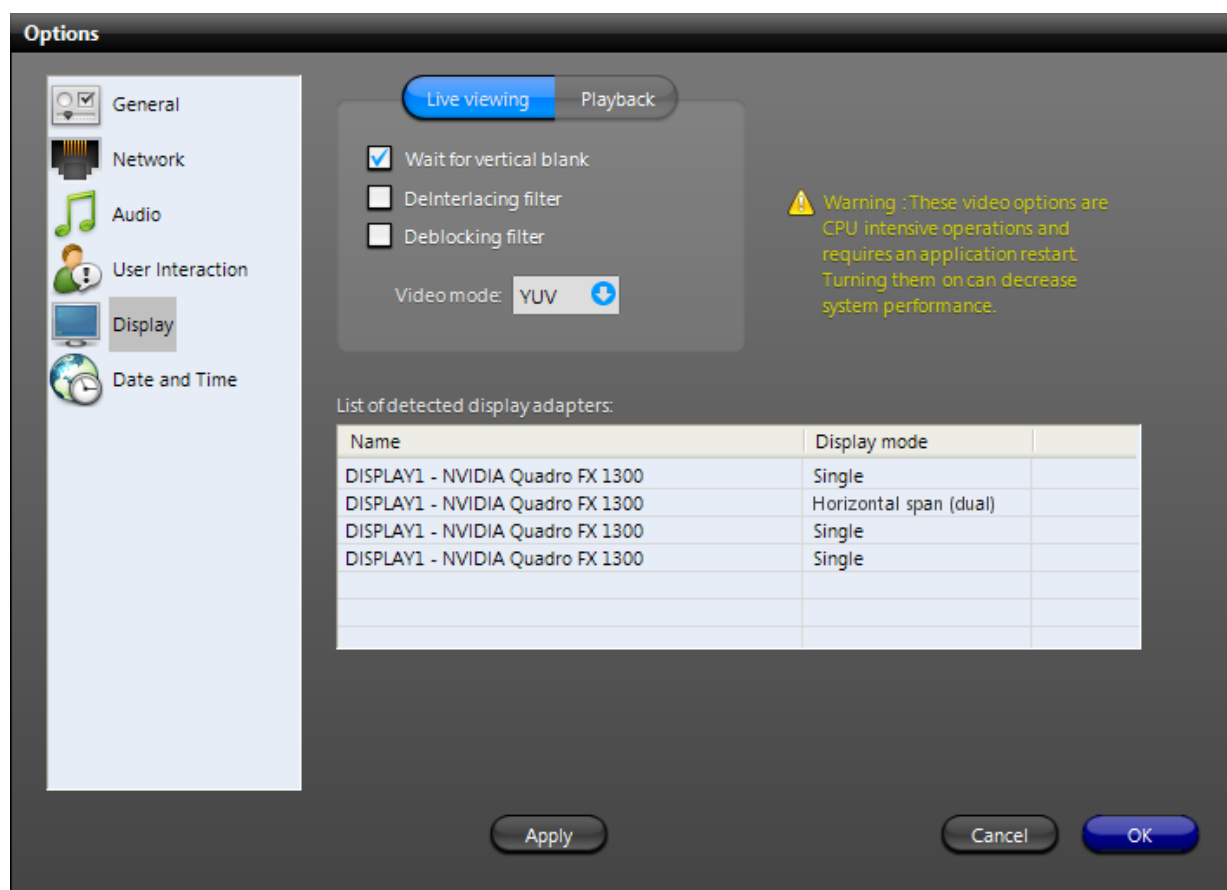 Options
General
Network
Audio
User Interaction
Display
Date and Time
Live viewing
Playback
Wait for vertical blank
DeInterlacing filter
Deblocking filter
Video mode: YUV
Warning : These video options are
CPU intensive operations and
requires an application restart.
Turning them on can decrease
system performance.
List of detected display adapters:
Name Display mode
DISPLAY1 - NVIDIA Quadro FX 1300 Single
DISPLAY1 - NVIDIA Quadro FX 1300 Horizontal span (dual)
DISPLAY1 - NVIDIA Quadro FX 1300 Single
DISPLAY1 - NVIDIA Quadro FX 1300 Single
Apply
Cancel
OK